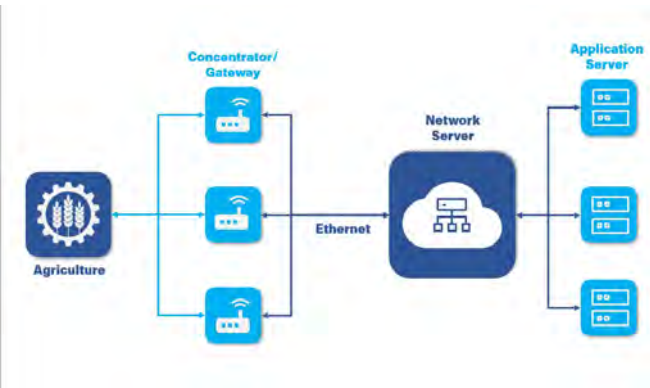 Concentrator/
Gateway
Application
Server
Network
Server
Ethernet
Agriculture